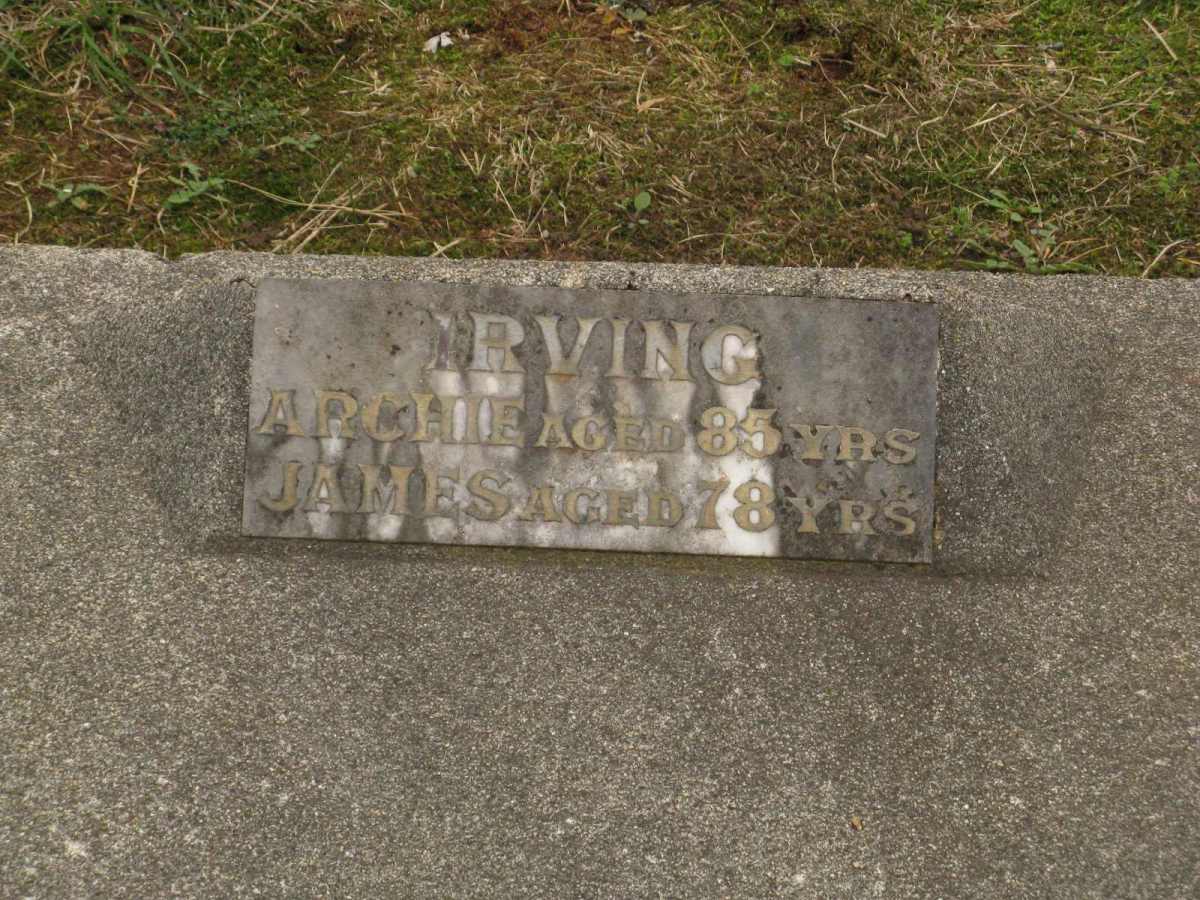 IRVING
ARCHIE AGED 85 YRS
JAMES AGED 78 YRS